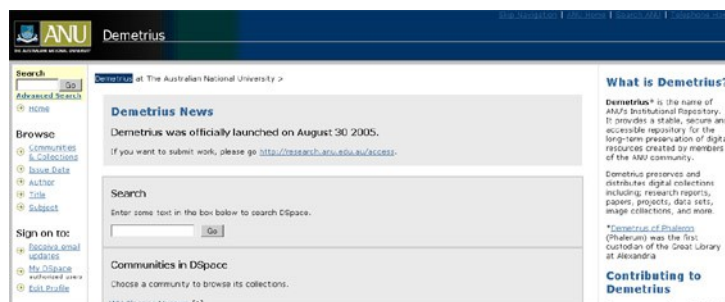 Skip Navigation | ANU Home | Search ANU | Telephone
ANU
THE AUSTRALIAN NATIONAL UNIVERSITY
Demetrius
Search
Go
Advanced Search
Home
Browse
Communities
& Collections
Issue Date
Author
Title
Subject
Sign on to:
Receive email
updates
My DSpace
authorized users
Edit Profile
Demetrius at The Australian National University >
Demetrius News
Demetrius was officially launched on August 30 2005.
If you want to submit work, please go http://research.anu.edu.au/access.
Search
Enter some text in the box below to search DSpace.
Go
Communities in DSpace
Choose a community to browse its collections.
What is Demetrius?
Demetrius* is the name of
ANU's Institutional Repository.
It provides a stable, secure and
accessible repository for the
long-term preservation of digital
resources created by members
of the ANU community.
Demetrius preserves and
distributes digital collections
including; research reports,
papers, projects, data sets,
image collections, and more.
*Demetrius of Phaleron
(Phalerum) was the first
custodian of the Great Library
at Alexandria
Contributing to
Demetrius